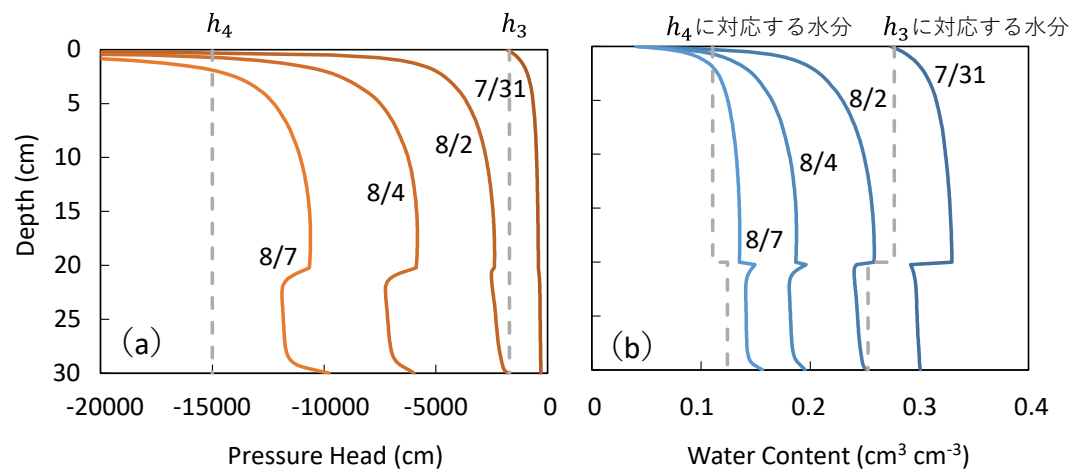 h₄
h₃
0
5
10
15
20
25
30
Depth (cm)
7/31
8/2
8/4
8/7
(a)
-20000 -15000 -10000 -5000 0
Pressure Head (cm)
h₄に対応する水分
h₃に対応する水分
7/31
8/2
8/4
8/7
(b)
0 0.1 0.2 0.3 0.4
Water Content (cm³ cm⁻³)